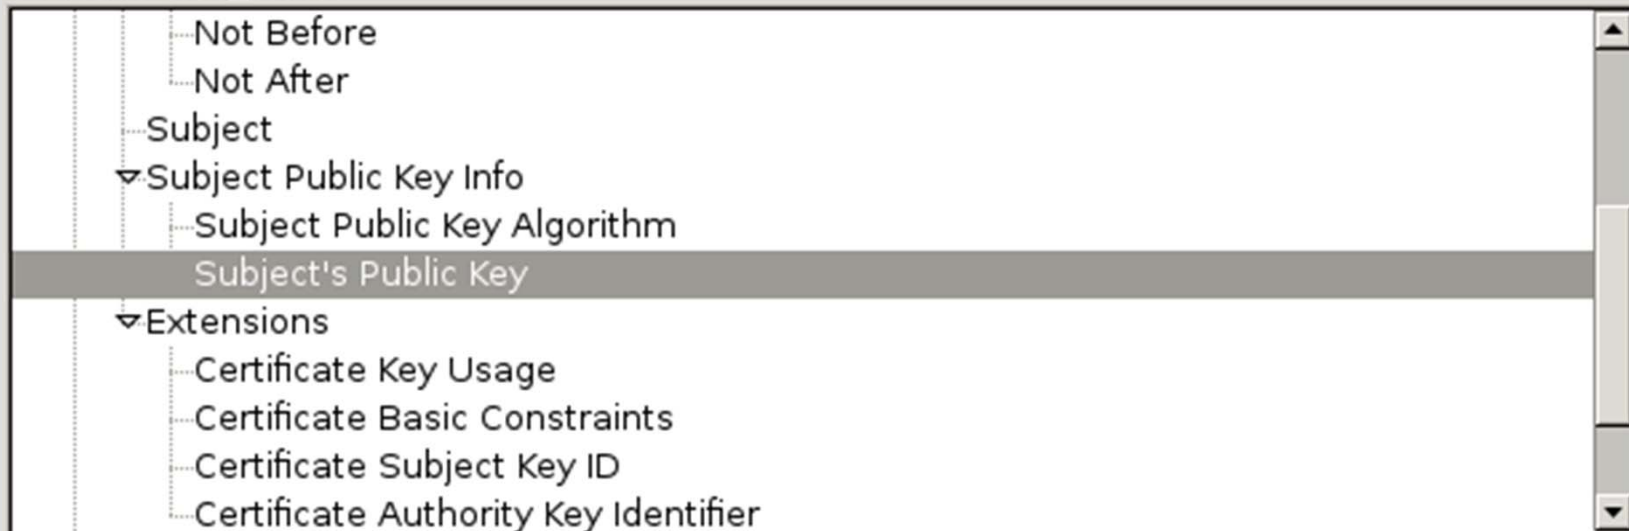 Not Before
Not After
Subject
Subject Public Key Info
Subject Public Key Algorithm
Subject's Public Key
Extensions
Certificate Key Usage
Certificate Basic Constraints
Certificate Subject Key ID
Certificate Authority Key Identifier